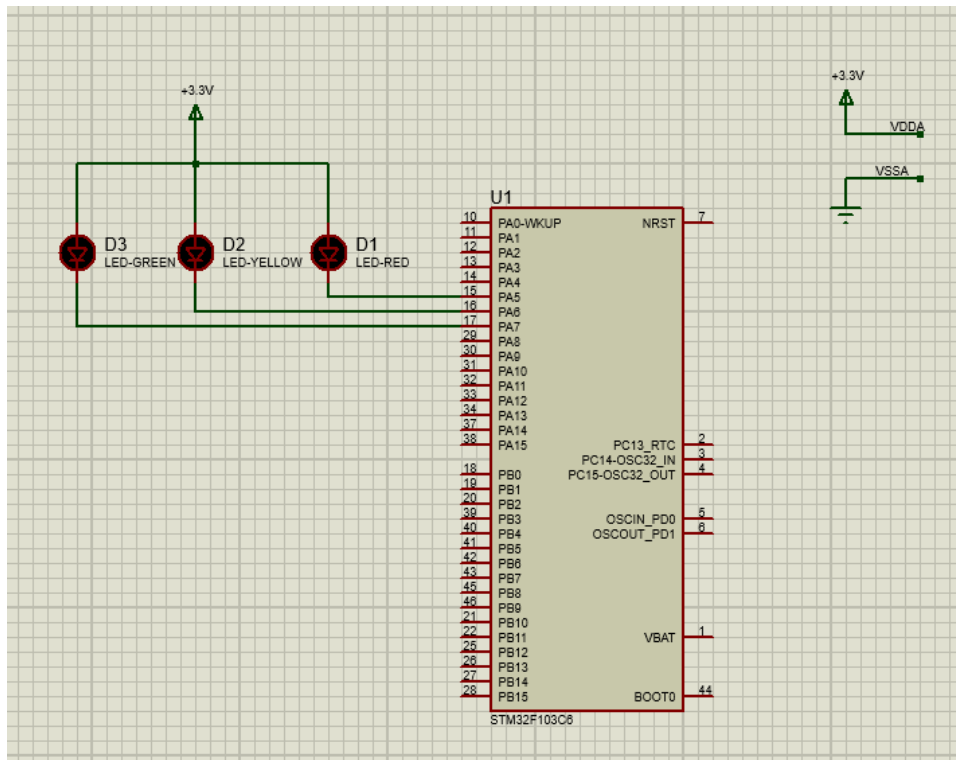 +3.3V
+3.3V
VDDA
VSSA
U1
D3
LED-GREEN
D2
LED-YELLOW
D1
LED-RED
10 PA0-WKUP NRST 7
11 PA1
12 PA2
13 PA3
14 PA4
15 PA5
16 PA6
17 PA7
29 PA8
30 PA9
31 PA10
32 PA11
33 PA12
34 PA13
37 PA14
38 PA15 PC13_RTC 2
PC14-OSC32_IN 3
18 PB0 PC15-OSC32_OUT 4
19 PB1
20 PB2
39 PB3 OSCIN_PD0 5
40 PB4 OSCOUT_PD1 6
41 PB5
42 PB6
43 PB7
45 PB8
46 PB9
21 PB10
22 PB11 VBAT 1
25 PB12
26 PB13
27 PB14
28 PB15 BOOT0 44
STM32F103C6